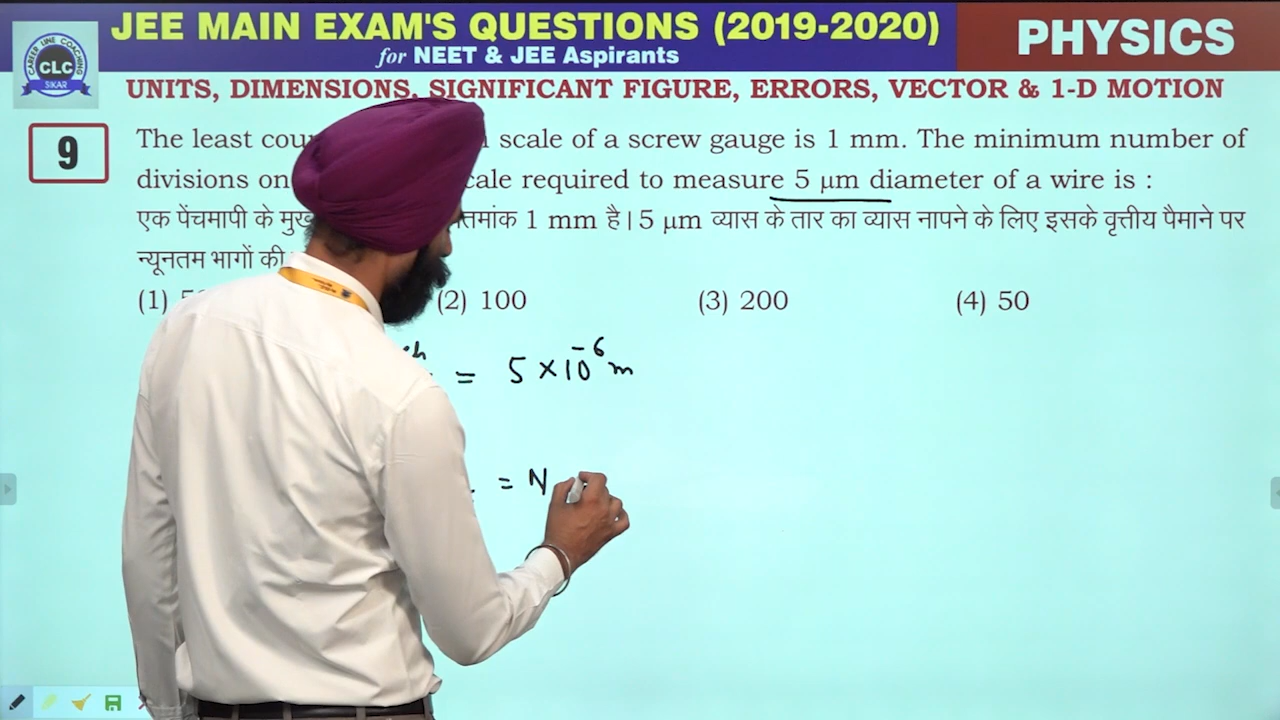 JEE MAIN EXAM'S QUESTIONS (2019-2020)
for NEET & JEE Aspirants
PHYSICS
CAREER LINE COACHING
CLC
SIKAR
UNITS, DIMENSIONS, SIGNIFICANT FIGURE, ERRORS, VECTOR & 1-D MOTION
9
The least scale of a screw gauge is 1 mm. The minimum number of
divisions on required to measure 5 μm diameter of a wire is :
एक पेंचमापी के 1 mm है। 5 μm व्यास के तार का व्यास नापने के लिए इसके वृत्तीय पैमाने पर
न्यूनतम भागों की
(1) (2) 100 (3) 200 (4) 50
= 5 × 10⁻⁶ m
= N